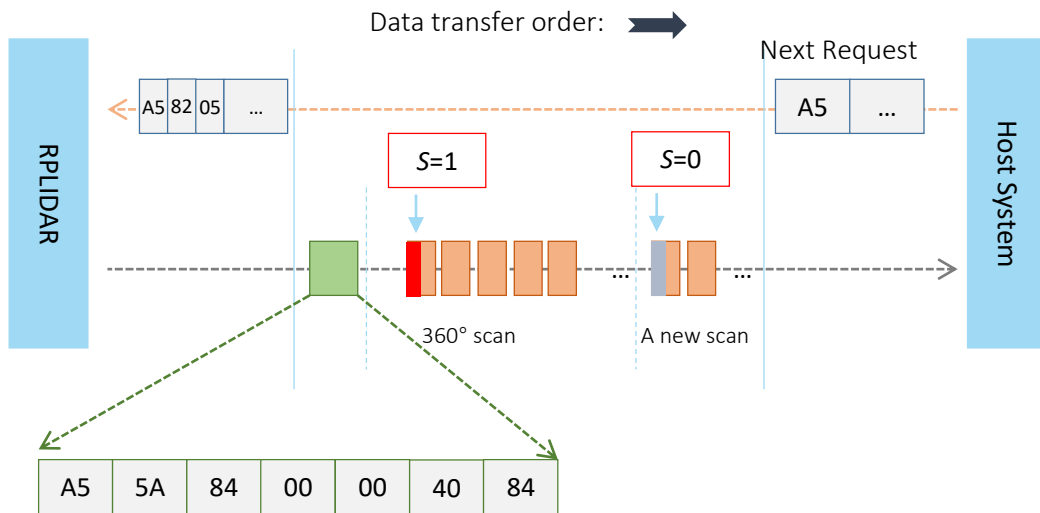 Data transfer order:
Next Request
A5 82 05 ...
A5 ...
RPLIDAR
Host System
S=1
S=0
... ...
360° scan
A new scan
A5 5A 84 00 00 40 84